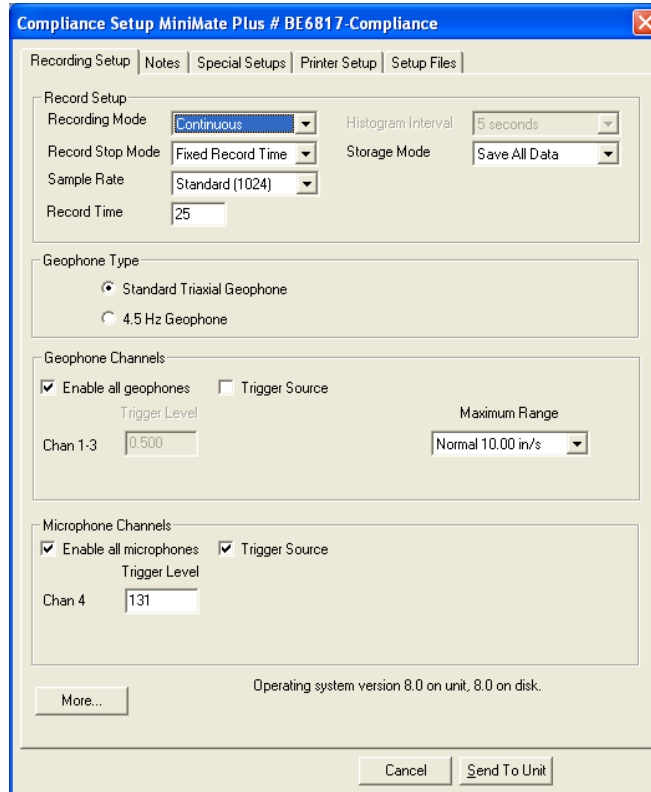 Compliance Setup MiniMate Plus # BE6817-Compliance
Recording Setup Notes Special Setups Printer Setup Setup Files
Record Setup
Recording Mode Continuous Histogram Interval 5 seconds
Record Stop Mode Fixed Record Time Storage Mode Save All Data
Sample Rate Standard (1024)
Record Time 25
Geophone Type
Standard Triaxial Geophone
4.5 Hz Geophone
Geophone Channels
Enable all geophones Trigger Source
Trigger Level Maximum Range
Chan 1-3 0.500 Normal 10.00 in/s
Microphone Channels
Enable all microphones Trigger Source
Trigger Level
Chan 4 131
Operating system version 8.0 on unit, 8.0 on disk.
More...
Cancel Send To Unit